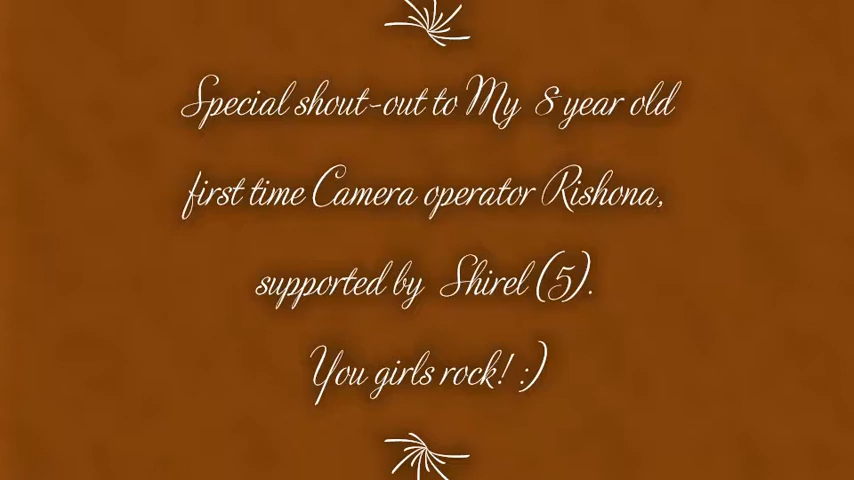 Special shout-out to My 8 year old
first time Camera operator Rishona,
supported by Shirel (5).
You girls rock! :)